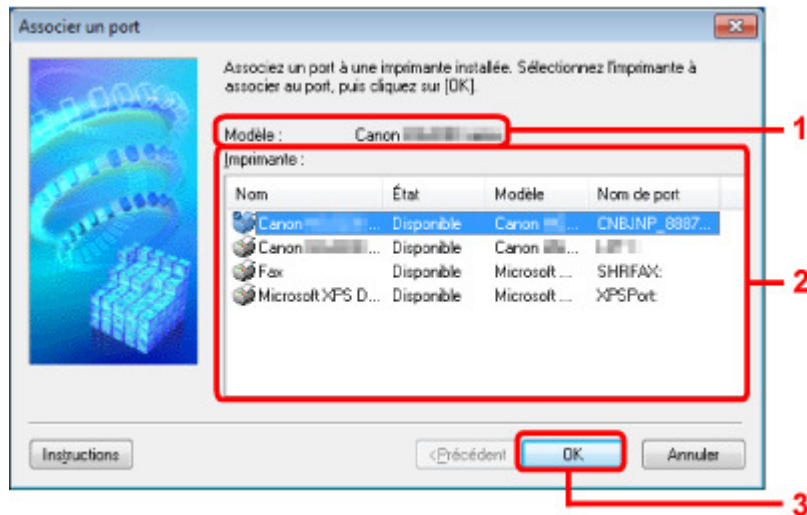 Associer un port
Associez un port à une imprimante installée. Sélectionnez l'imprimante à
associer au port, puis cliquez sur [OK].
Modèle : Canon
1
Imprimante :
Nom État Modèle Nom de port
Canon ... Disponible Canon ... CNBJNP_8887...
Canon ... Disponible Canon ...
Fax Disponible Microsoft ... SHRFAX:
Microsoft XPS D... Disponible Microsoft ... XPSPort:
2
Instructions <Précédent OK Annuler
3